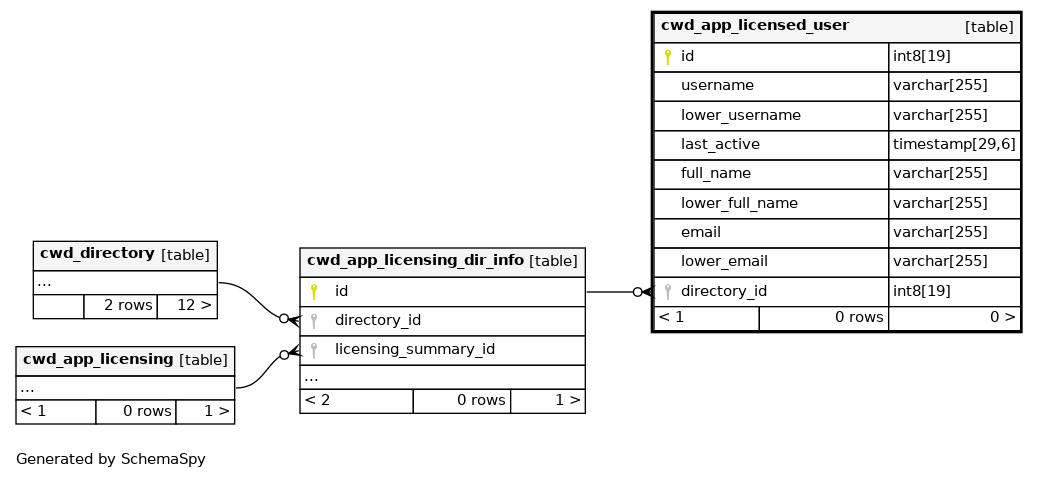 cwd_app_licensed_user [table]
id int8[19]
username varchar[255]
lower_username varchar[255]
last_active timestamp[29,6]
full_name varchar[255]
lower_full_name varchar[255]
email varchar[255]
lower_email varchar[255]
directory_id int8[19]
< 1 0 rows 0 >
cwd_directory [table]
...
2 rows 12 >
cwd_app_licensing_dir_info [table]
id
directory_id
licensing_summary_id
...
< 2 0 rows 1 >
cwd_app_licensing [table]
...
< 1 0 rows 1 >
Generated by SchemaSpy